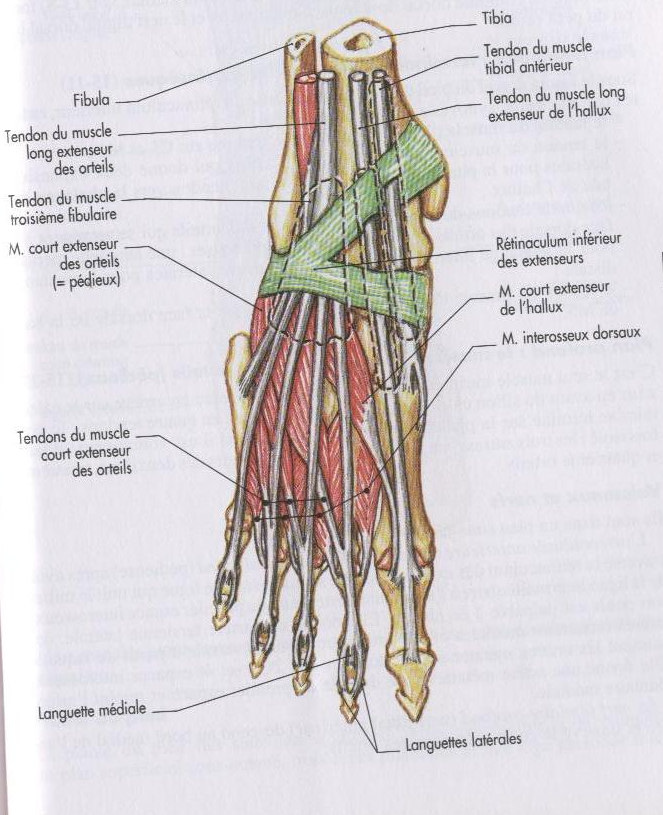 Tibia
Tendon du muscle
tibial antérieur
Fibula
Tendon du muscle long
extenseur de l'hallux
Tendon du muscle
long extenseur
des orteils
Tendon du muscle
troisième fibulaire
M. court extenseur
des orteils
(= pédieux)
Rétinaculum inférieur
des extenseurs
M. court extenseur
de l'hallux
M. interosseux dorsaux
Tendons du muscle
court extenseur
des orteils
Languette médiale
Languettes latérales